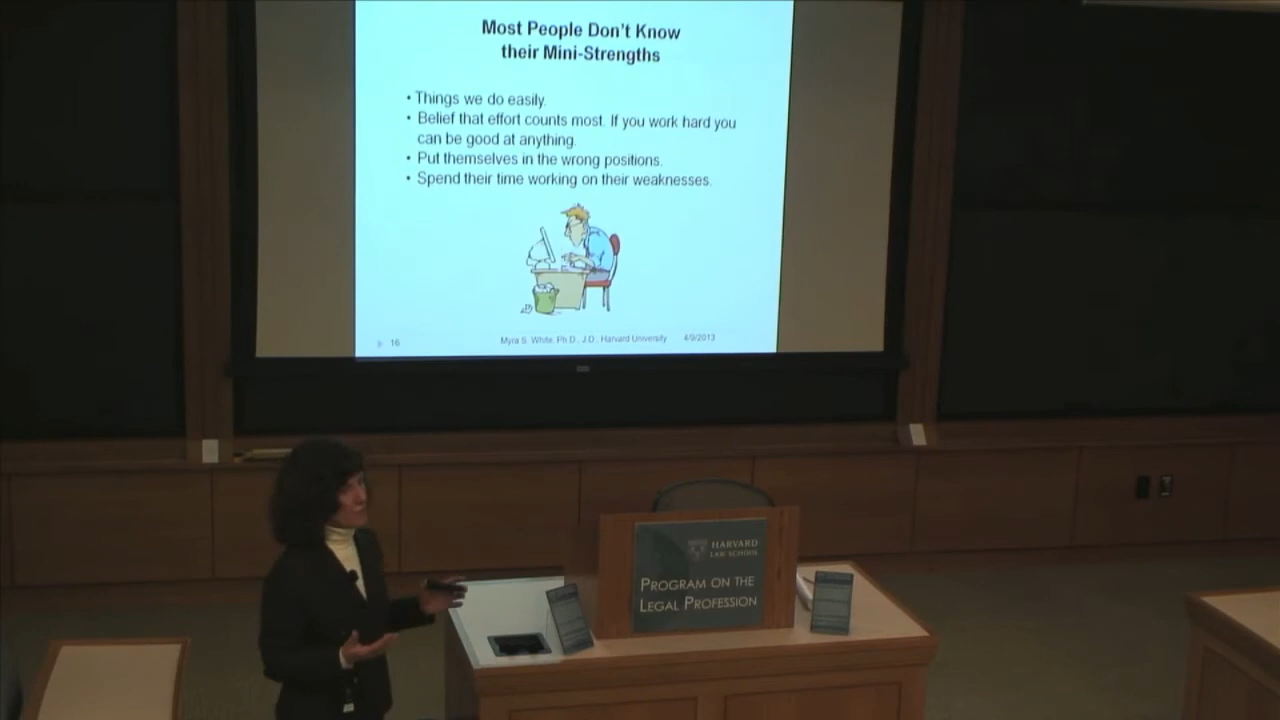 Most People Don't Know
their Mini-Strengths
• Things we do easily.
• Belief that effort counts most. If you work hard you
can be good at anything.
• Put themselves in the wrong positions.
• Spend their time working on their weaknesses.
16
Myra S. White, Ph.D., J.D., Harvard University
4/9/2013
HARVARD
LAW SCHOOL
PROGRAM ON THE
LEGAL PROFESSION